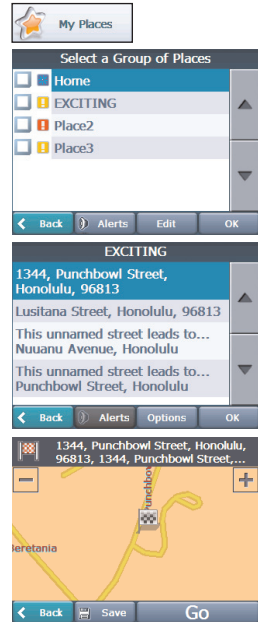 My Places
Select a Group of Places
Home
EXCITING
Place2
Place3
Back
Alerts
Edit
OK
EXCITING
1344, Punchbowl Street,
Honolulu, 96813
Lusitana Street, Honolulu, 96813
This unnamed street leads to...
Nuuanu Avenue, Honolulu
This unnamed street leads to...
Punchbowl Street, Honolulu
Back
Alerts
Options
OK
1344, Punchbowl Street, Honolulu,
96813, 1344, Punchbowl Street,...
Punchbow
eretania
Back
Save
Go